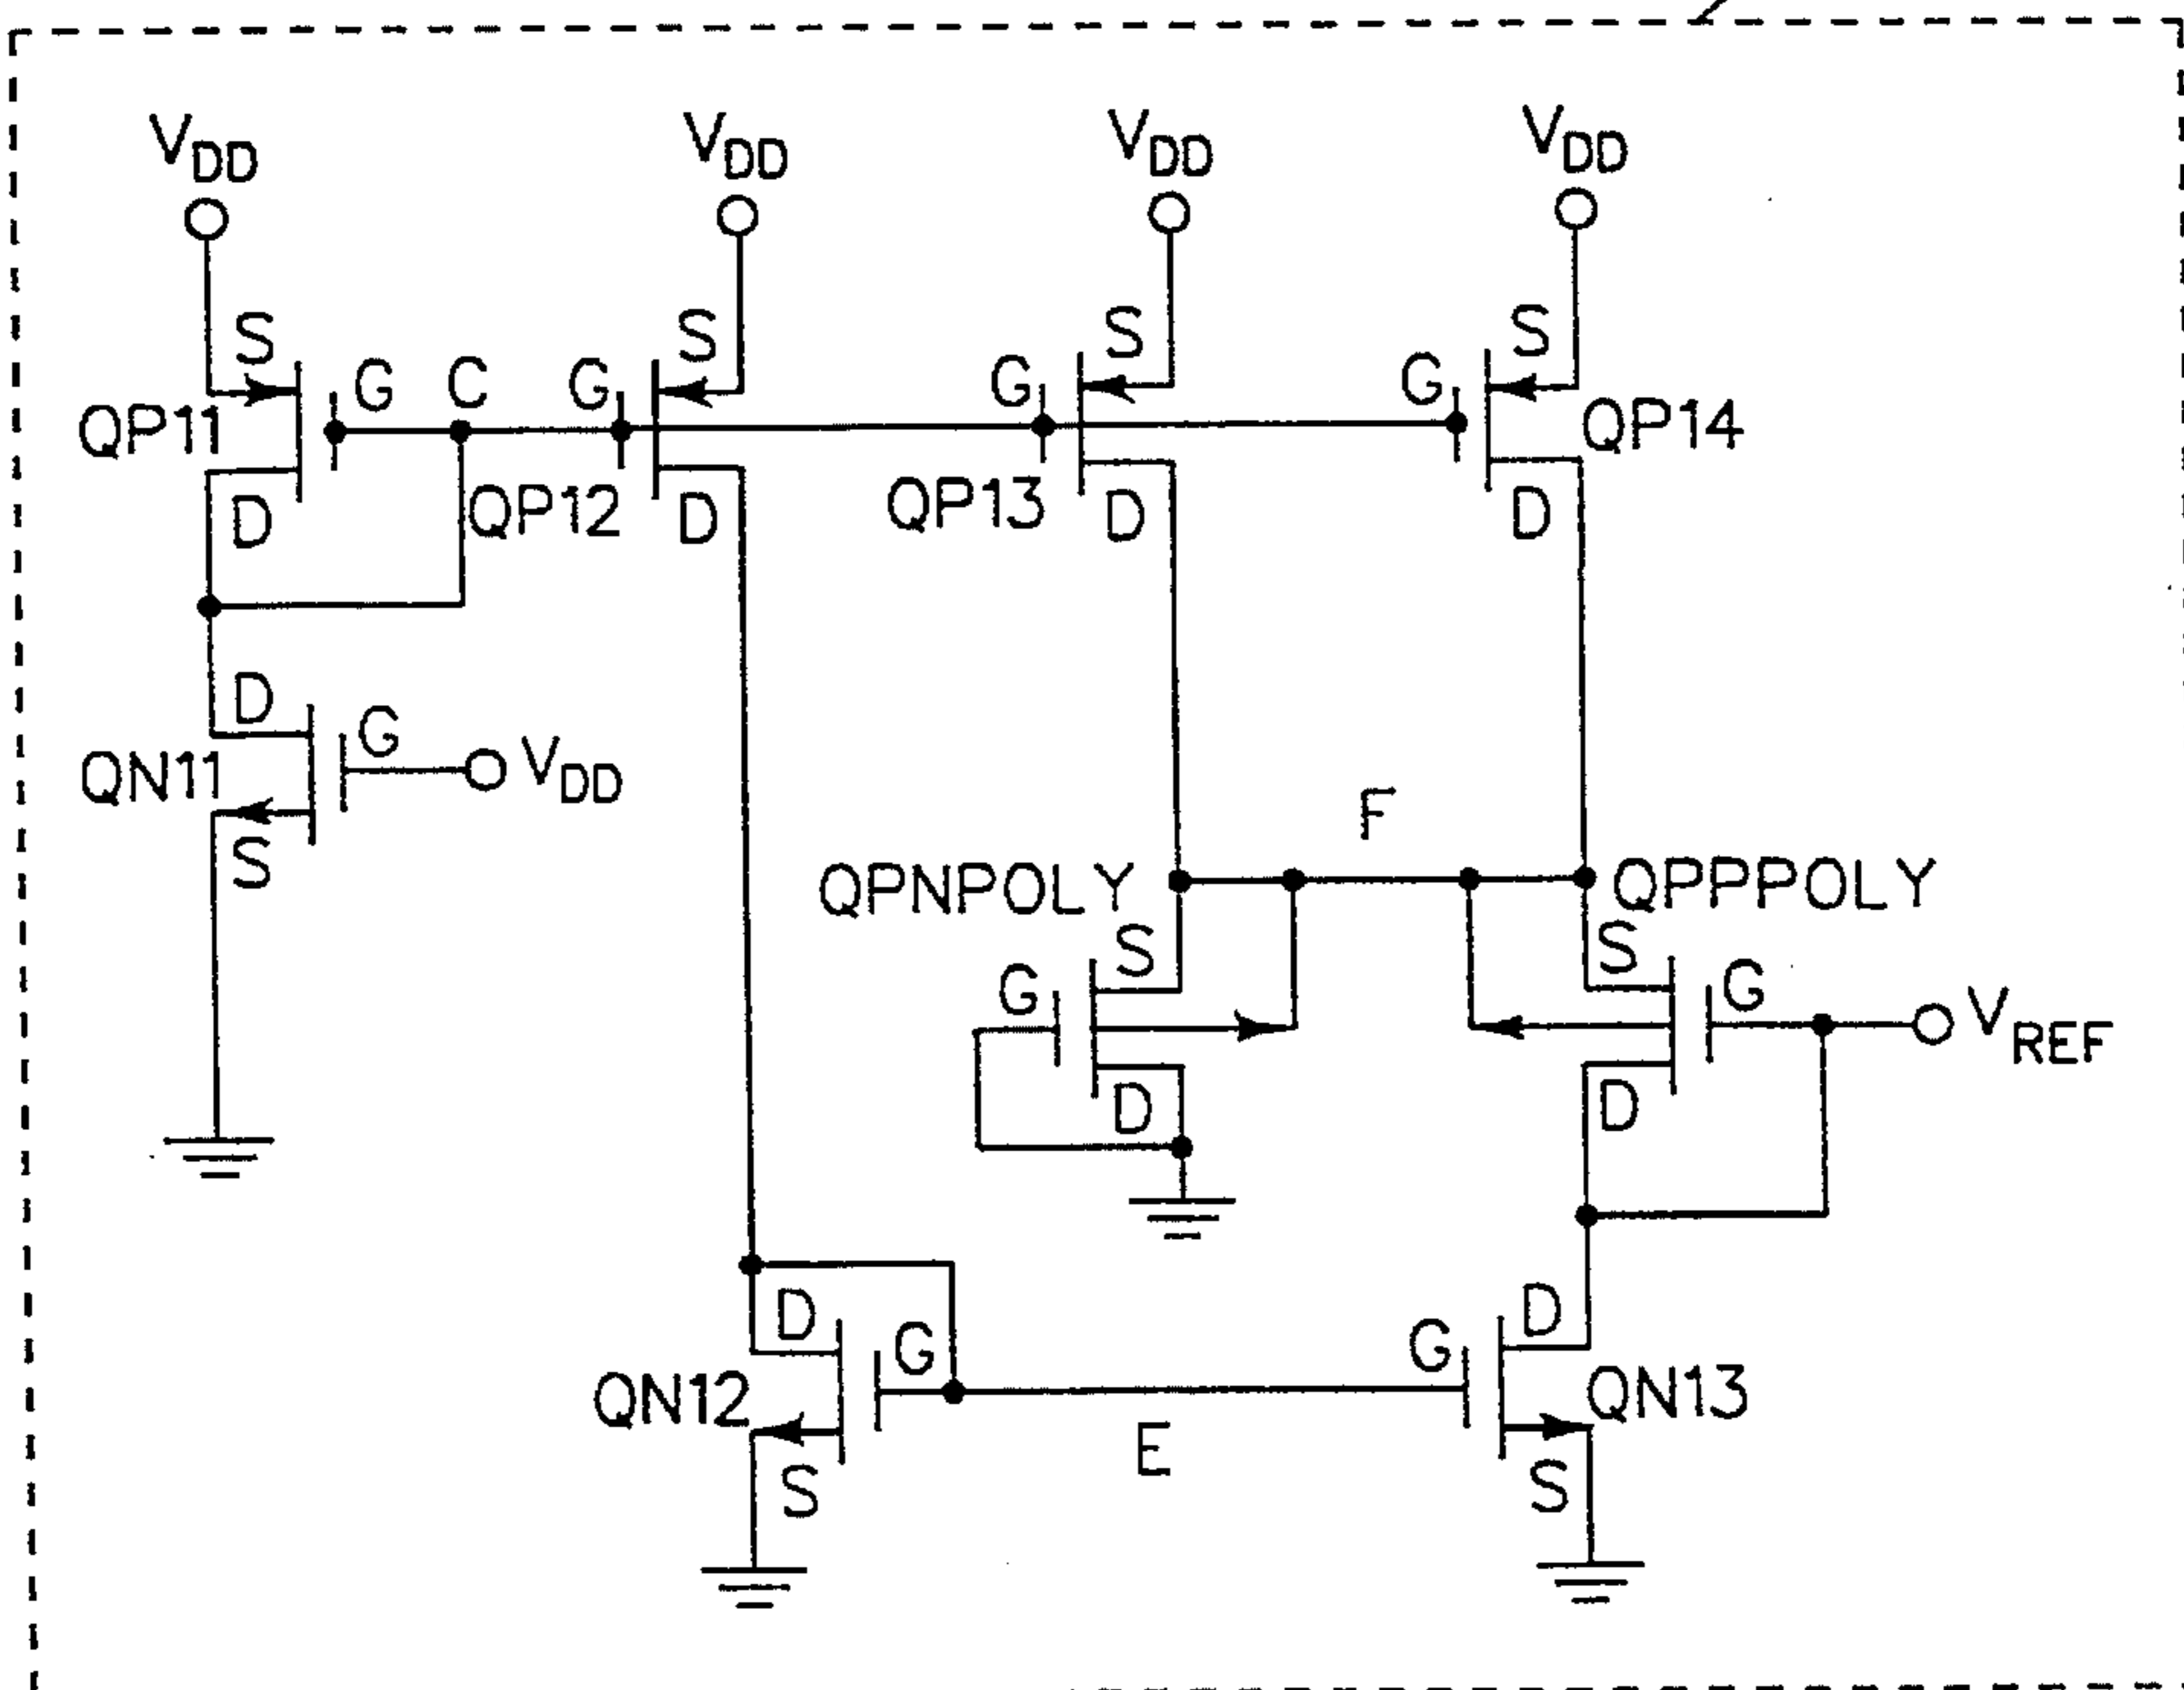 VDD VDD VDD VDD
S S S S
G C G G G
QP11 QP14
D QP12 D QP13 D D
D G
QN11 VDD
S
F
QPNPOLY QPPPOLY
S S
G G VREF
D D
D D
G G
QN12 QN13
E
S S